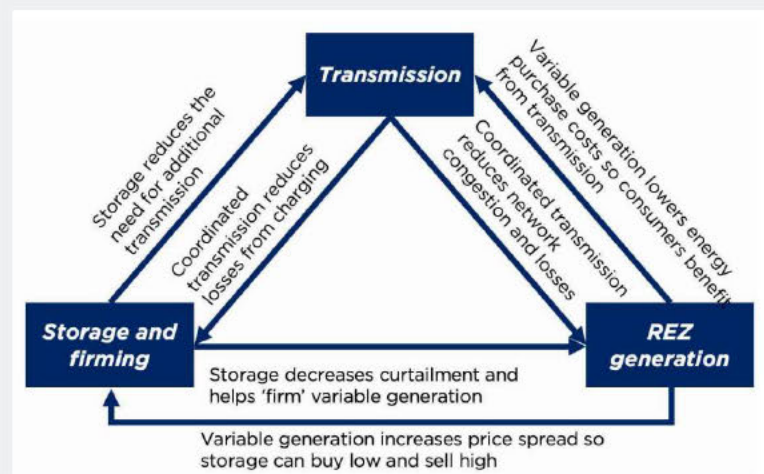 Transmission
Storage reduces the
need for additional
transmission
Coordinated
transmission reduces
losses from charging
Coordinated transmission
reduces network
congestion and losses
Variable generation lowers energy
purchase costs so consumers benefit
from transmission
Storage and
firming
REZ
generation
Storage decreases curtailment and
helps ‘firm’ variable generation
Variable generation increases price spread so
storage can buy low and sell high